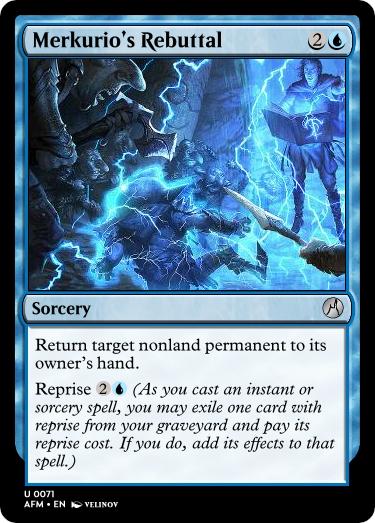 Merkurio's Rebuttal 2
Sorcery
Return target nonland permanent to its
owner's hand.
Reprise 2 (As you cast an instant or
sorcery spell, you may exile one card with
reprise from your graveyard and pay its
reprise cost. If you do, add its effects to that
spell.)
U 0071
AFM • EN VELINOV